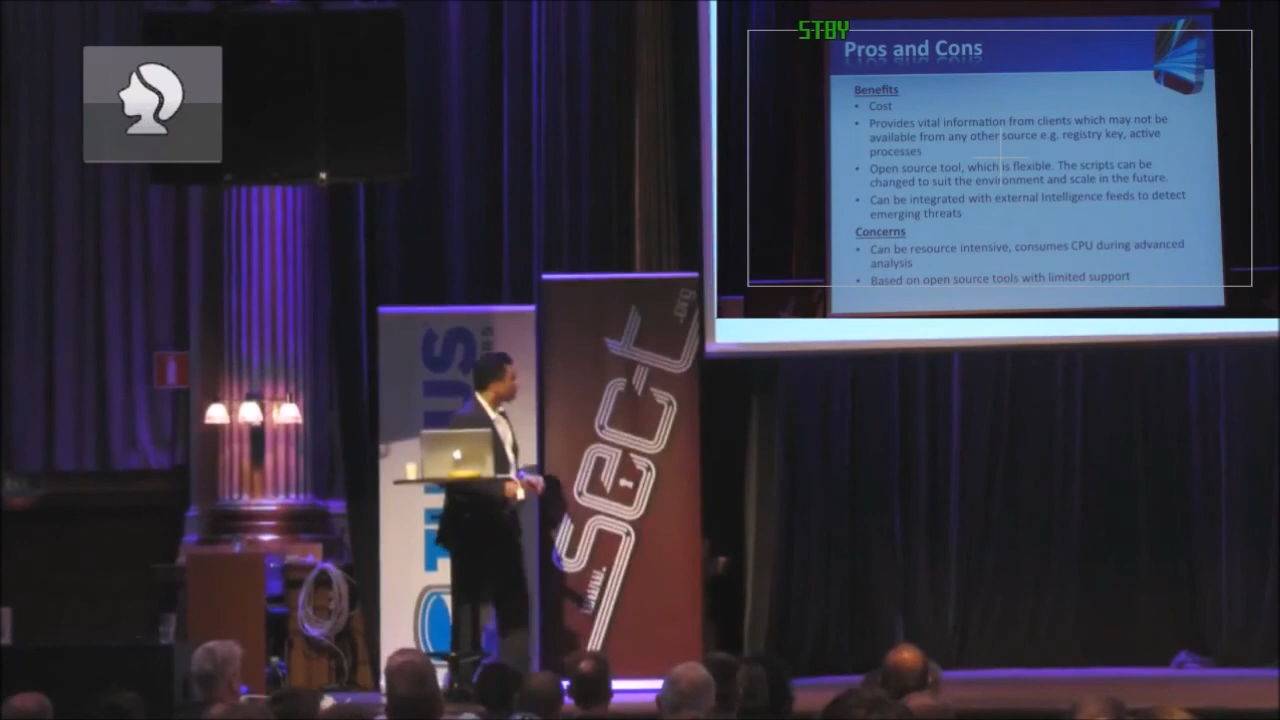 STBY
Pros and Cons
Benefits
• Cost
• Provides vital information from clients which may not be
available from any other source e.g. registry key, active
processes
• Open source tool, which is flexible. The scripts can be
changed to suit the environment and scale in the future.
• Can be integrated with external Intelligence feeds to detect
emerging threats
Concerns
• Can be resource intensive, consumes CPU during advanced
analysis
• Based on open source tools with limited support
www.sec-t.org